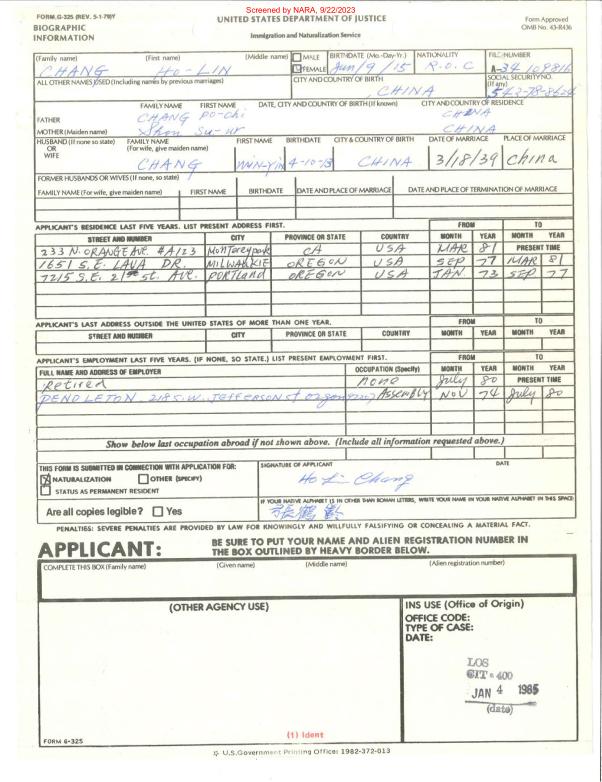 Screened by NARA, 9/22/2023
FORM G-325 (REV. 5-1-79)Y
UNITED STATES DEPARTMENT OF JUSTICE
Form Approved
OMB No. 43-R436
BIOGRAPHIC
INFORMATION
Immigration and Naturalization Service
(Family name) (First name) (Middle name) MALE FEMALE BIRTHDATE (Mo.-Day-Yr.) NATIONALITY FILE NUMBER
CHANG HO-LIN Jun/9/15 R.O.C A-34 109816
ALL OTHER NAMES USED (Including names by previous marriages) CITY AND COUNTRY OF BIRTH SOCIAL SECURITY NO. (If any)
CHINA 542-78-8624
FAMILY NAME FIRST NAME DATE, CITY AND COUNTRY OF BIRTH (If known) CITY AND COUNTRY OF RESIDENCE
FATHER CHANG PO-Chi CHINA
MOTHER (Maiden name) Su-ur CHINA
HUSBAND (If none so state) OR WIFE FAMILY NAME (For wife, give maiden name) FIRST NAME BIRTHDATE CITY & COUNTRY OF BIRTH DATE OF MARRIAGE PLACE OF MARRIAGE
CHANG 4-10-13 CHINA 3/18/39 China
FORMER HUSBANDS OR WIVES (If none, so state)
FAMILY NAME (For wife, give maiden name) FIRST NAME BIRTHDATE DATE AND PLACE OF MARRIAGE DATE AND PLACE OF TERMINATION OF MARRIAGE
APPLICANT'S RESIDENCE LAST FIVE YEARS. LIST PRESENT ADDRESS FIRST. FROM TO
STREET AND NUMBER CITY PROVINCE OR STATE COUNTRY MONTH YEAR MONTH YEAR
233 N. ORANGE AVE #A123 Monterey park CA USA MAR 81 PRESENT TIME
1651 S.E. LAVA DR. MILWAKKIE OREGON USA SEP 77 MAR 81
7215 S.E. 21st St. AVE. PORTLAND OREGON USA JAN. 73 SEP 77
APPLICANT'S LAST ADDRESS OUTSIDE THE UNITED STATES OF MORE THAN ONE YEAR. FROM TO
STREET AND NUMBER CITY PROVINCE OR STATE COUNTRY MONTH YEAR MONTH YEAR
APPLICANT'S EMPLOYMENT LAST FIVE YEARS. (IF NONE, SO STATE.) LIST PRESENT EMPLOYMENT FIRST. FROM TO
FULL NAME AND ADDRESS OF EMPLOYER OCCUPATION (Specify) MONTH YEAR MONTH YEAR
Retired none July 80 PRESENT TIME
PENDLETON 218 S.W. JEFFERSON st Assembly NOV 74 July 80
Show below last occupation abroad if not shown above. (Include all information requested above.)
THIS FORM IS SUBMITTED IN CONNECTION WITH APPLICATION FOR: SIGNATURE OF APPLICANT DATE
NATURALIZATION OTHER (SPECIFY)
STATUS AS PERMANENT RESIDENT
Ho Lin Chang
IF YOUR NATIVE ALPHABET IS IN OTHER THAN ROMAN LETTERS, WRITE YOUR NAME IN YOUR NATIVE ALPHABET IN THIS SPACE:
Are all copies legible? Yes
張鶴
PENALTIES: SEVERE PENALTIES ARE PROVIDED BY LAW FOR KNOWINGLY AND WILLFULLY FALSIFYING OR CONCEALING A MATERIAL FACT.
APPLICANT: BE SURE TO PUT YOUR NAME AND ALIEN REGISTRATION NUMBER IN
THE BOX OUTLINED BY HEAVY BORDER BELOW.
COMPLETE THIS BOX (Family name) (Given name) (Middle name) (Alien registration number)
(OTHER AGENCY USE) INS USE (Office of Origin)
OFFICE CODE:
TYPE OF CASE:
DATE:
LOS
CIT - 400
JAN 4 1985
(date)
(1) Ident
FORM G-325
U.S. Government Printing Office: 1982-372-013